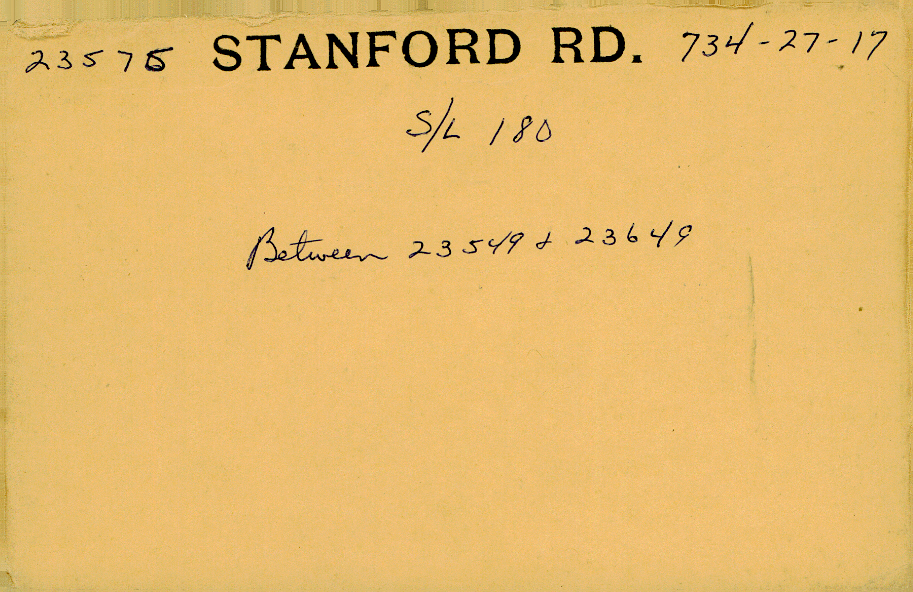 23575 STANFORD RD. 734-27-17
S/L 180
Between 23549 & 23649